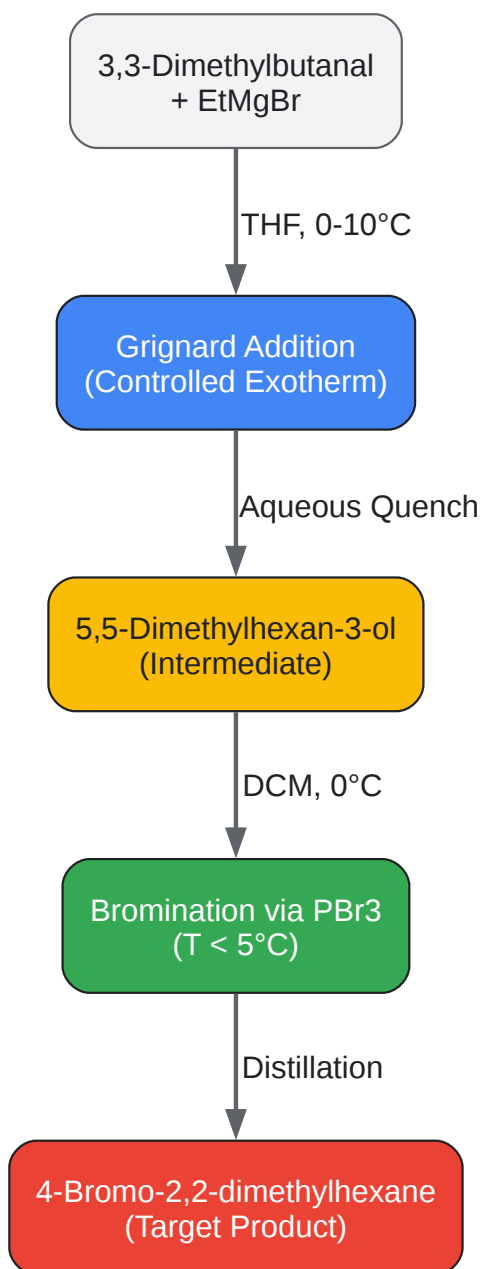 3,3-Dimethylbutanal
+ EtMgBr
THF, 0-10°C
Grignard Addition
(Controlled Exotherm)
Aqueous Quench
5,5-Dimethylhexan-3-ol
(Intermediate)
DCM, 0°C
Bromination via PBr3
(T < 5°C)
Distillation
4-Bromo-2,2-dimethylhexane
(Target Product)